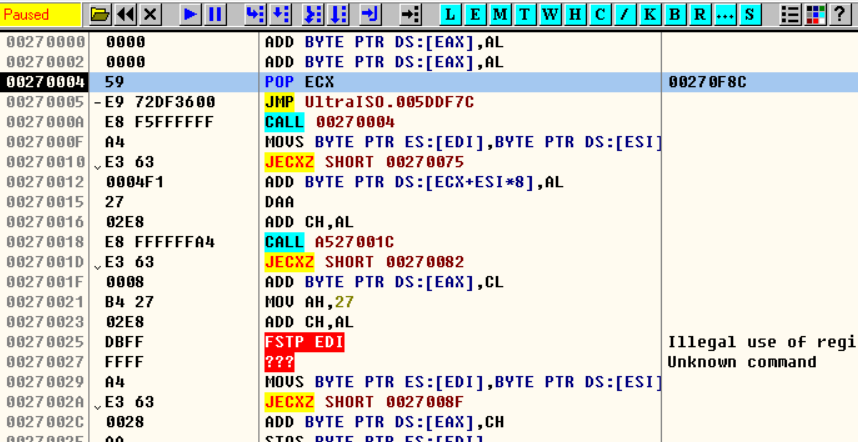 Paused L E M T W H C / K B R ... S ?
00270000 0000 ADD BYTE PTR DS:[EAX],AL
00270002 0000 ADD BYTE PTR DS:[EAX],AL
00270004 59 POP ECX 00270F8C
00270005 -E9 72DF3600 JMP UltraISO.005DDF7C
0027000A E8 F5FFFFFF CALL 00270004
0027000F A4 MOVS BYTE PTR ES:[EDI],BYTE PTR DS:[ESI]
00270010 E3 63 JECXZ SHORT 00270075
00270012 0004F1 ADD BYTE PTR DS:[ECX+ESI*8],AL
00270015 27 DAA
00270016 02E8 ADD CH,AL
00270018 E8 FFFFFFA4 CALL A527001C
0027001D E3 63 JECXZ SHORT 00270082
0027001F 0008 ADD BYTE PTR DS:[EAX],CL
00270021 B4 27 MOV AH,27
00270023 02E8 ADD CH,AL
00270025 DBFF FSTP EDI Illegal use of regi
00270027 FFFF ??? Unknown command
00270029 A4 MOVS BYTE PTR ES:[EDI],BYTE PTR DS:[ESI]
0027002A E3 63 JECXZ SHORT 0027008F
0027002C 0028 ADD BYTE PTR DS:[EAX],CH
0027002E AA STOS BYTE PTR ES:[EDI]